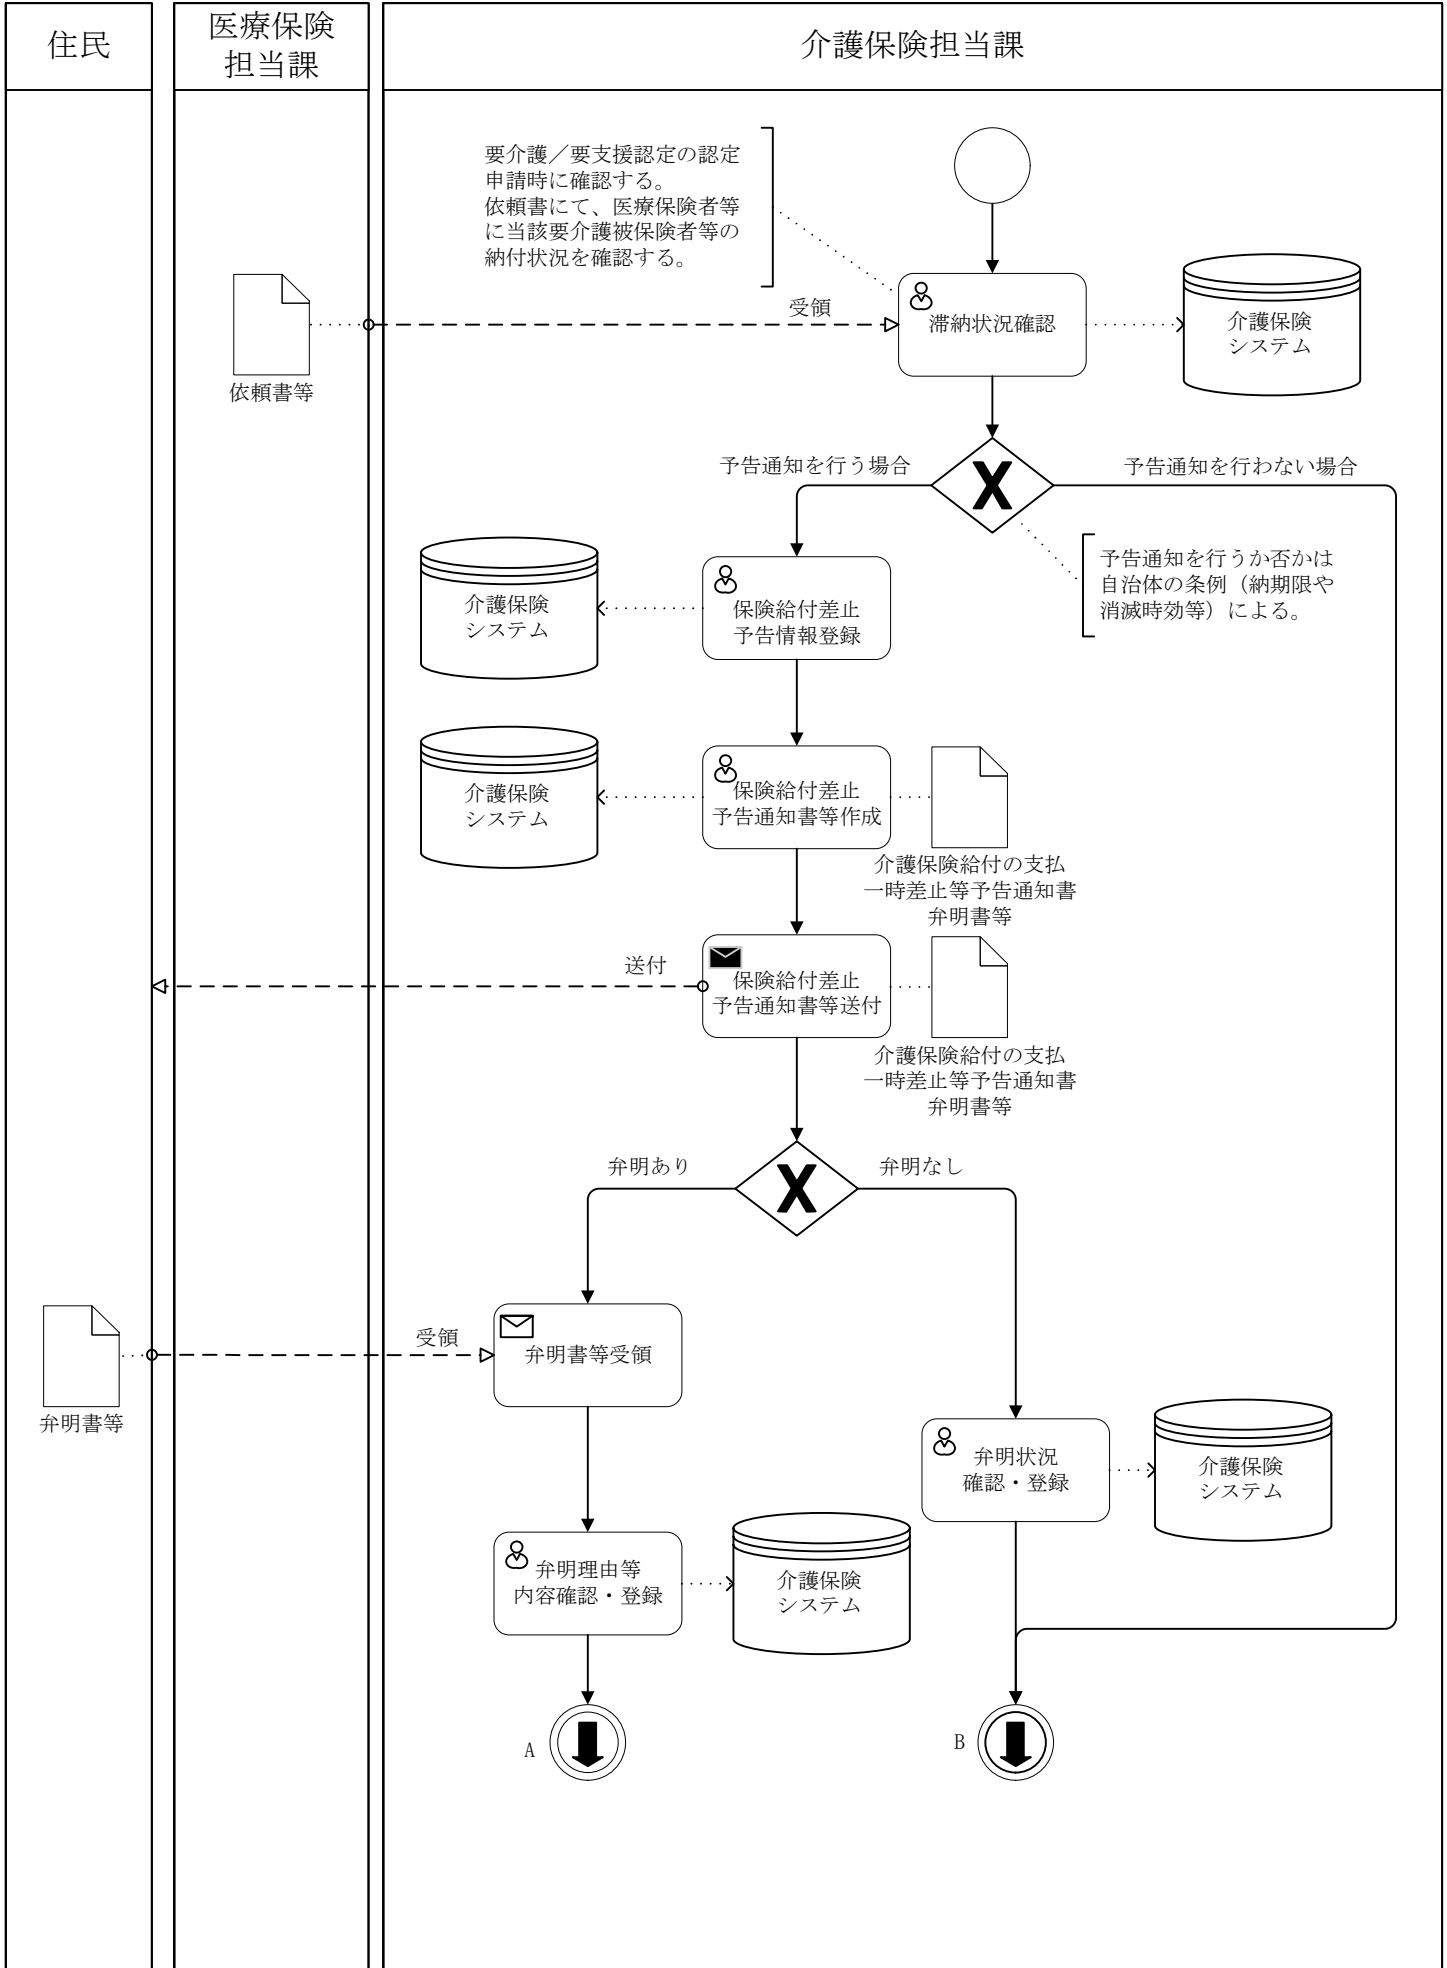 住民
医療保険
担当課
介護保険担当課
要介護／要支援認定の認定
申請時に確認する。
依頼書にて、医療保険者等
に当該要介護被保険者等の
納付状況を確認する。
依頼書等
受領
滞納状況確認
介護保険
システム
予告通知を行う場合
予告通知を行わない場合
X
予告通知を行うか否かは
自治体の条例（納期限や
消滅時効等）による。
介護保険
システム
保険給付差止
予告情報登録
介護保険
システム
保険給付差止
予告通知書等作成
介護保険給付の支払
一時差止等予告通知書
弁明書等
送付
保険給付差止
予告通知書等送付
介護保険給付の支払
一時差止等予告通知書
弁明書等
弁明あり
弁明なし
X
弁明書等
受領
弁明書等受領
弁明状況
確認・登録
介護保険
システム
弁明理由等
内容確認・登録
介護保険
システム
A
B